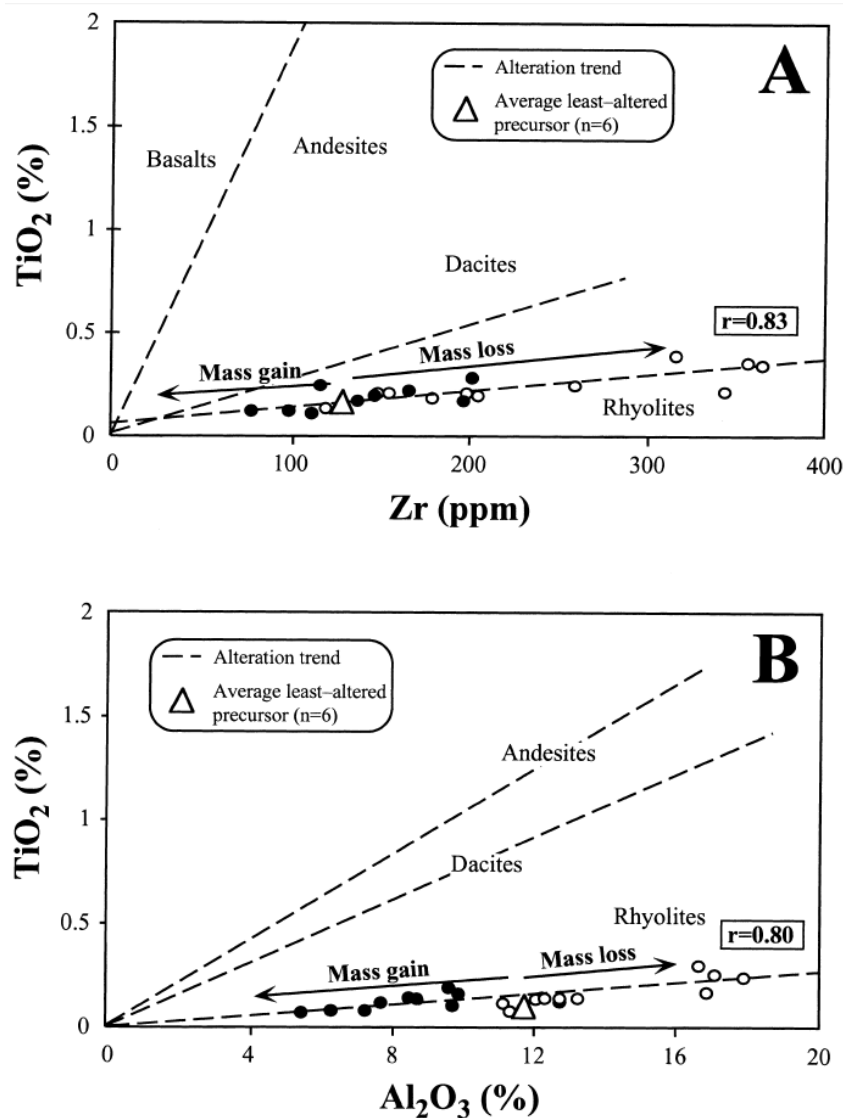 2
A
Alteration trend
Average least–altered
precursor (n=6)
1.5
Basalts
Andesites
TiO₂ (%)
1
Dacites
0.5
r=0.83
Mass loss
Mass gain
Rhyolites
0
0 100 200 300 400
Zr (ppm)
2
B
Alteration trend
Average least–altered
precursor (n=6)
1.5
Andesites
TiO₂ (%)
1
Dacites
Rhyolites
0.5
r=0.80
Mass loss
Mass gain
0
0 4 8 12 16 20
Al₂O₃ (%)